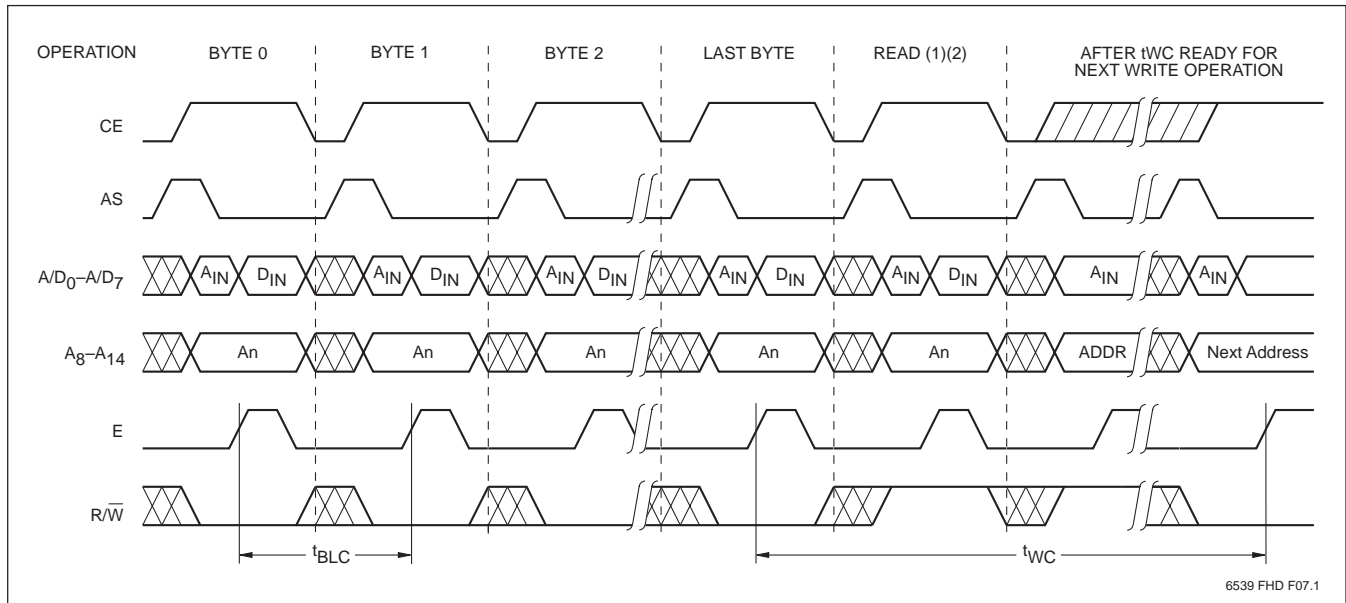 OPERATION BYTE 0 BYTE 1 BYTE 2 LAST BYTE READ (1)(2) AFTER tWC READY FOR
NEXT WRITE OPERATION
CE
AS
A/D0–A/D7 AIN DIN AIN DIN AIN DIN AIN DIN AIN DIN AIN AIN
A8–A14 An An An An An ADDR Next Address
E
R/W̅
tBLC tWC
6539 FHD F07.1